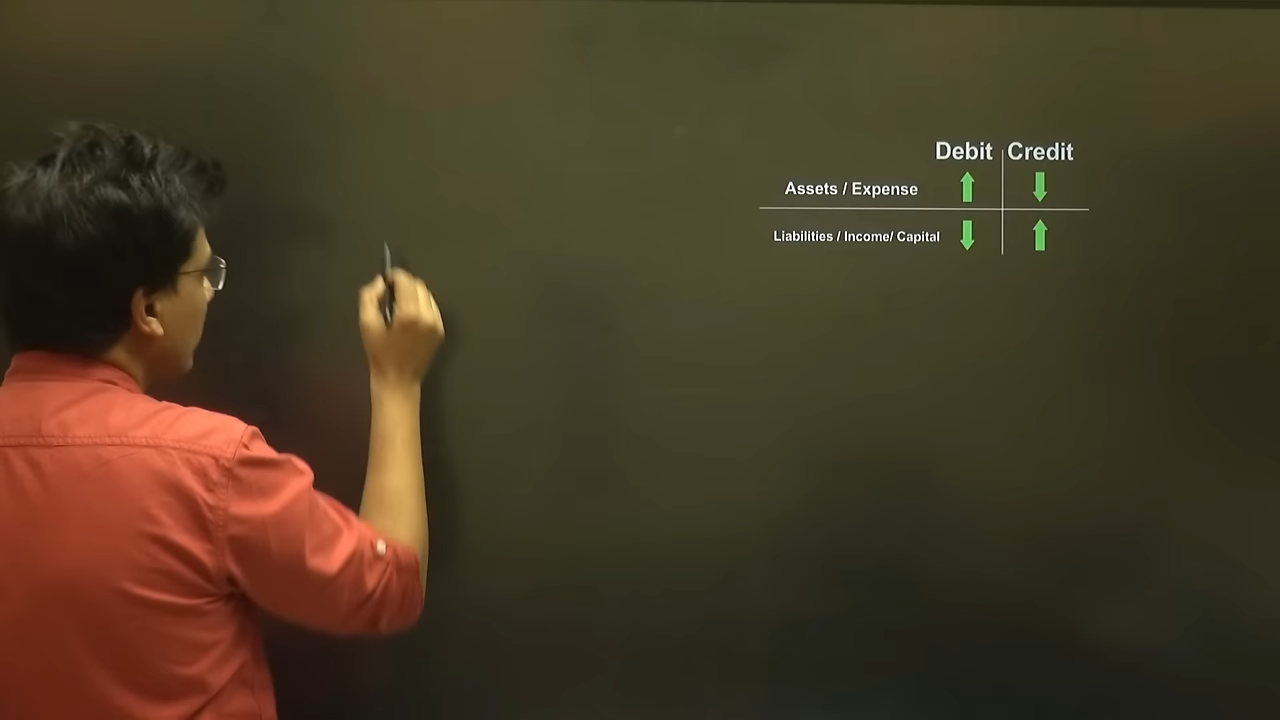 Debit Credit
Assets / Expense
Liabilities / Income/ Capital